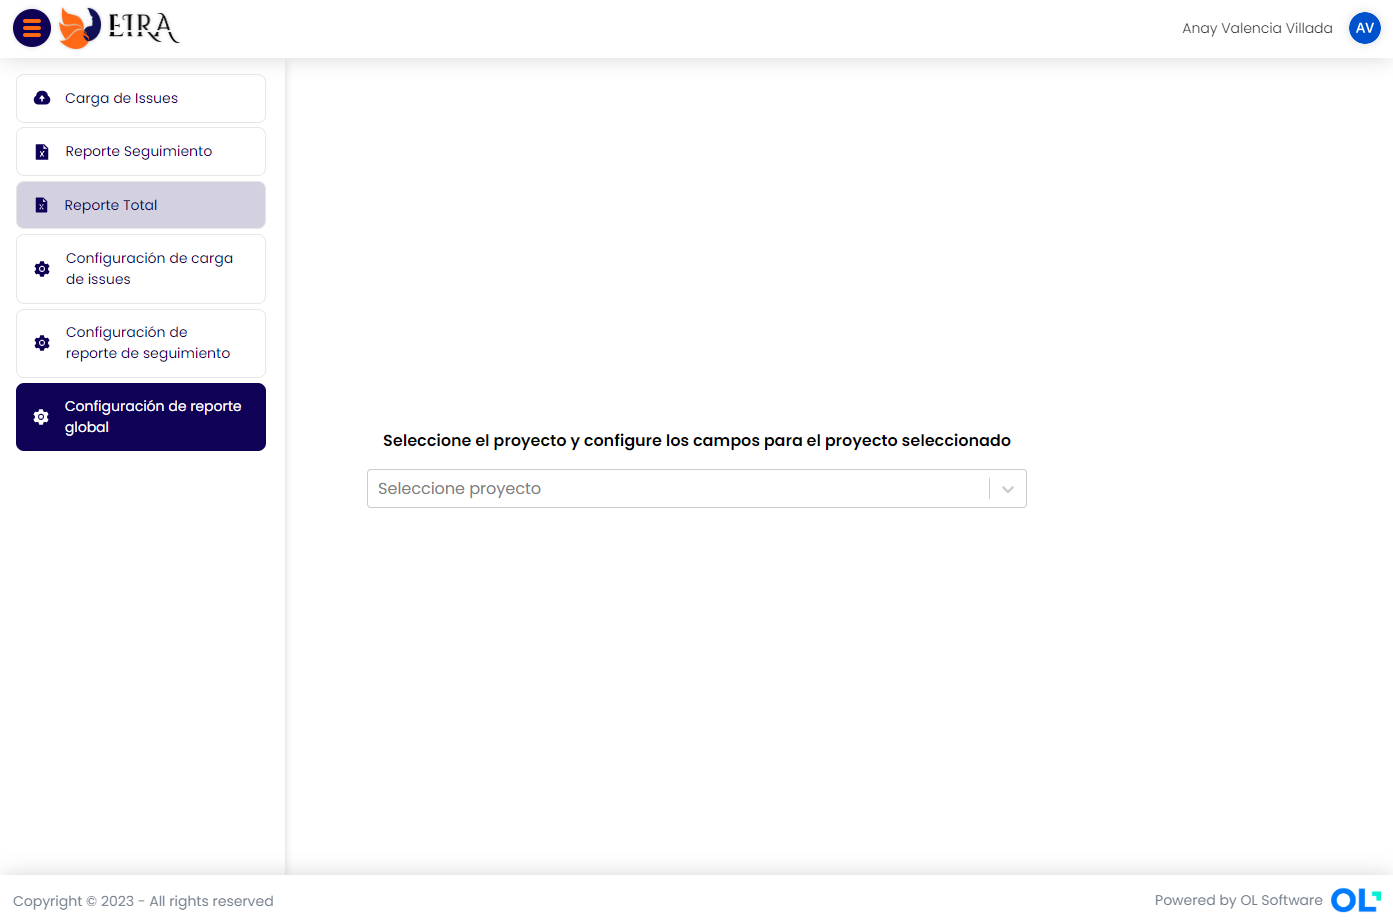 EIRA
Anay Valencia Villada
AV
Carga de Issues
Reporte Seguimiento
Reporte Total
Configuración de carga
de issues
Configuración de
reporte de seguimiento
Configuración de reporte
global
Seleccione el proyecto y configure los campos para el proyecto seleccionado
Seleccione proyecto
Copyright © 2023 - All rights reserved
Powered by OL Software
OL